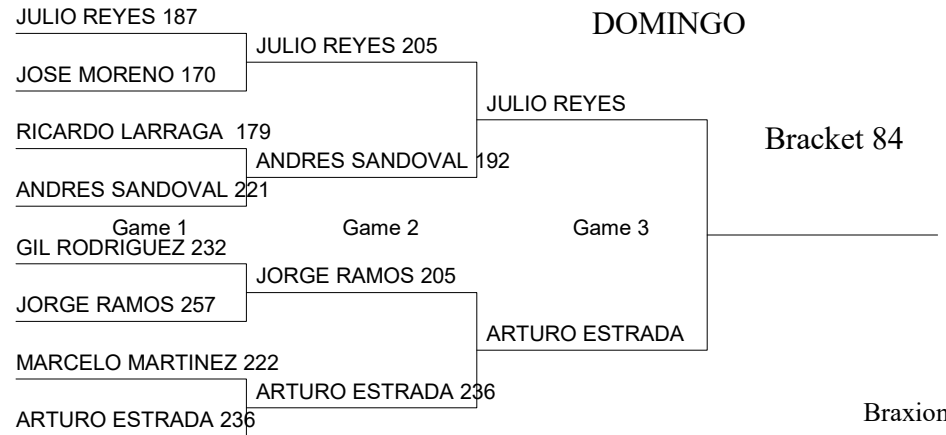 JULIO REYES 187
JOSE MORENO 170
RICARDO LARRAGA 179
ANDRES SANDOVAL 221
GIL RODRIGUEZ 232
JORGE RAMOS 257
MARCELO MARTINEZ 222
ARTURO ESTRADA 236
Game 1
JULIO REYES 205
ANDRES SANDOVAL 192
JORGE RAMOS 205
ARTURO ESTRADA 236
Game 2
JULIO REYES
ARTURO ESTRADA
Game 3
DOMINGO
Bracket 84
Braxion